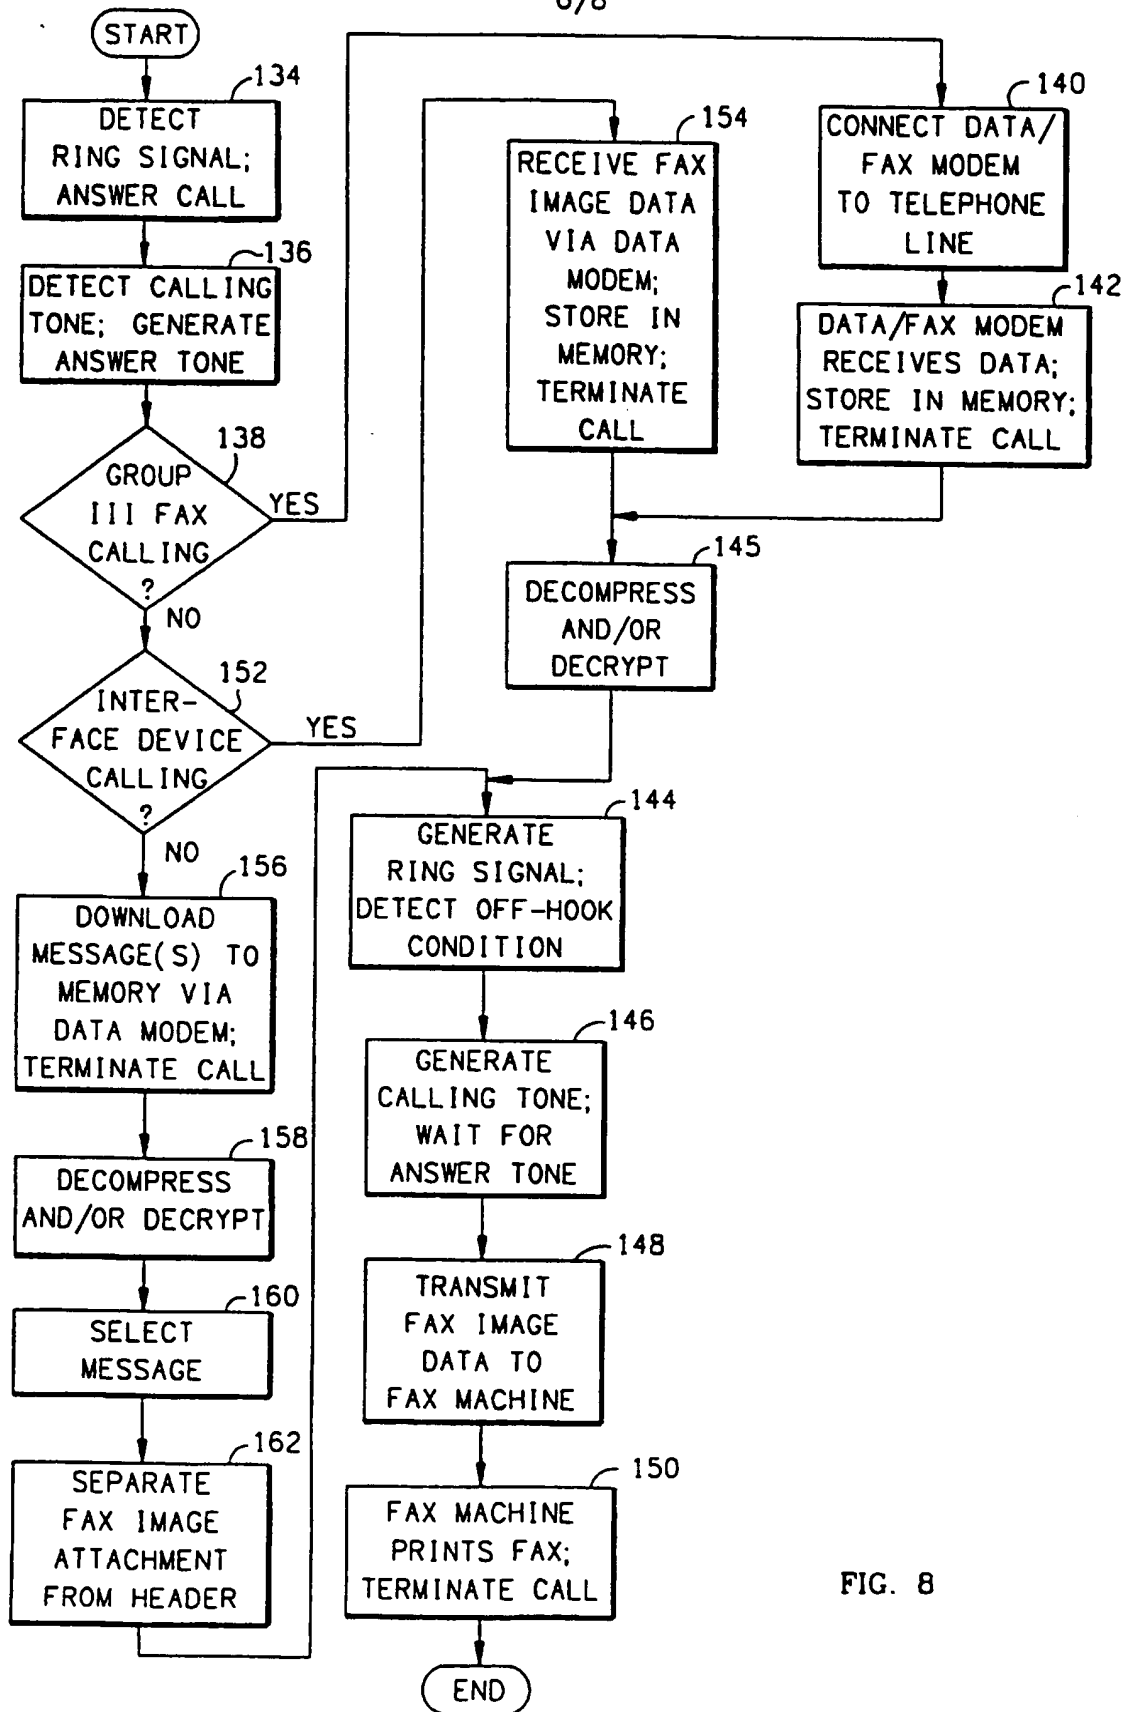 6/8
START
134
DETECT
RING SIGNAL;
ANSWER CALL
136
DETECT CALLING
TONE; GENERATE
ANSWER TONE
138
GROUP
III FAX
CALLING
?
YES
NO
152
INTER-
FACE DEVICE
CALLING
?
YES
NO
156
DOWNLOAD
MESSAGE(S) TO
MEMORY VIA
DATA MODEM;
TERMINATE CALL
158
DECOMPRESS
AND/OR DECRYPT
160
SELECT
MESSAGE
162
SEPARATE
FAX IMAGE
ATTACHMENT
FROM HEADER
154
RECEIVE FAX
IMAGE DATA
VIA DATA
MODEM;
STORE IN
MEMORY;
TERMINATE
CALL
140
CONNECT DATA/
FAX MODEM
TO TELEPHONE
LINE
142
DATA/FAX MODEM
RECEIVES DATA;
STORE IN MEMORY;
TERMINATE CALL
145
DECOMPRESS
AND/OR
DECRYPT
144
GENERATE
RING SIGNAL;
DETECT OFF-HOOK
CONDITION
146
GENERATE
CALLING TONE;
WAIT FOR
ANSWER TONE
148
TRANSMIT
FAX IMAGE
DATA TO
FAX MACHINE
150
FAX MACHINE
PRINTS FAX;
TERMINATE CALL
END
FIG. 8